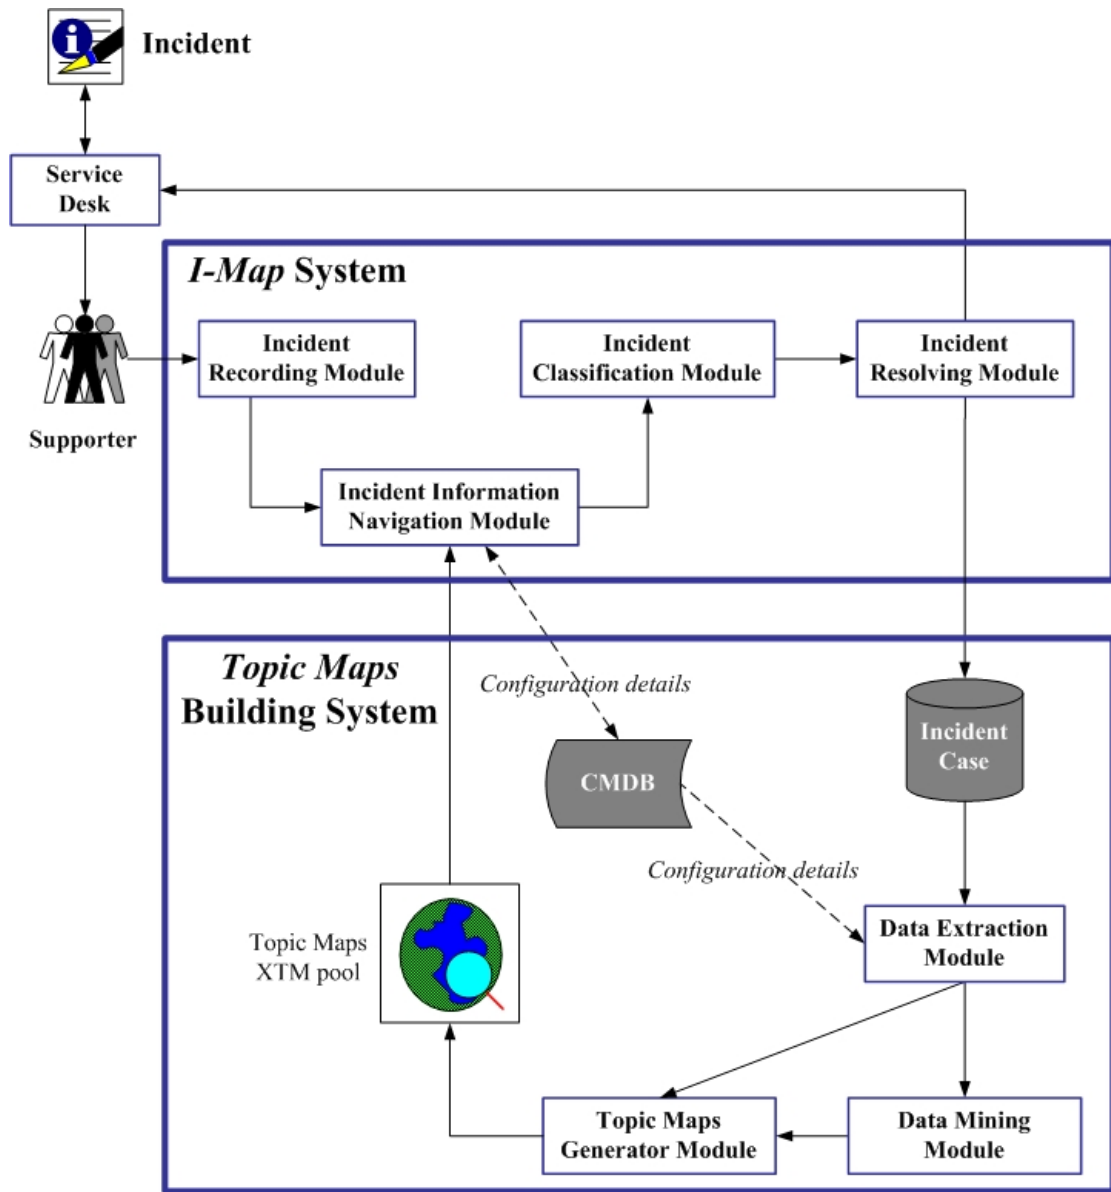 i
Incident
Service
Desk
I-Map System
Incident
Recording Module
Incident
Classification Module
Incident
Resolving Module
Supporter
Incident Information
Navigation Module
Topic Maps
Building System
Configuration details
Incident
Case
CMDB
Configuration details
Topic Maps
XTM pool
Data Extraction
Module
Topic Maps
Generator Module
Data Mining
Module